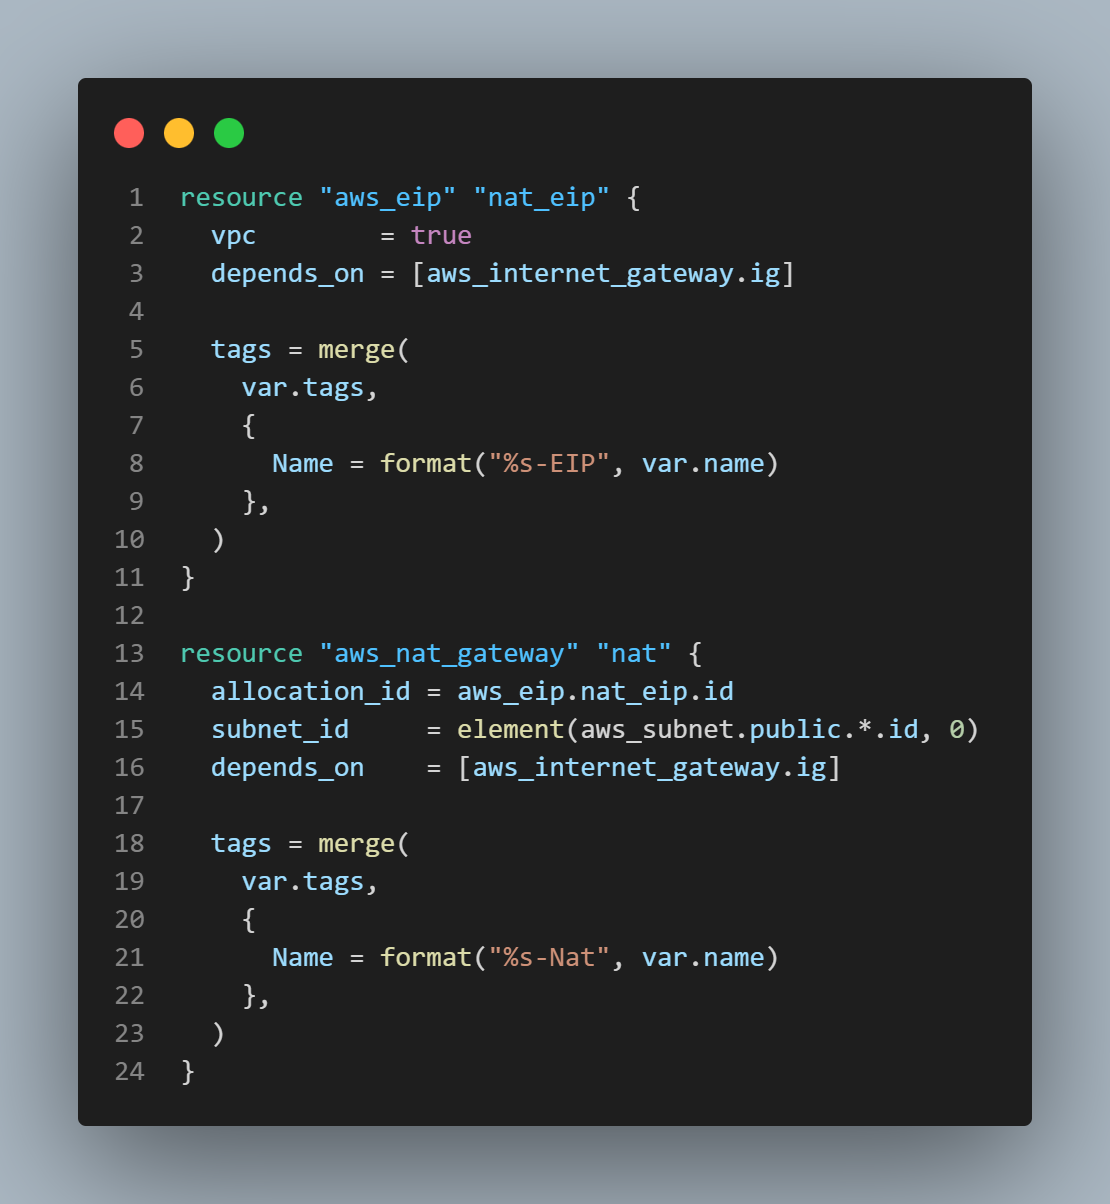 1 resource "aws_eip" "nat_eip" {
2   vpc        = true
3   depends_on = [aws_internet_gateway.ig]
4
5   tags = merge(
6     var.tags,
7     {
8       Name = format("%s-EIP", var.name)
9     },
10   )
11 }
12
13 resource "aws_nat_gateway" "nat" {
14   allocation_id = aws_eip.nat_eip.id
15   subnet_id     = element(aws_subnet.public.*.id, 0)
16   depends_on    = [aws_internet_gateway.ig]
17
18   tags = merge(
19     var.tags,
20     {
21       Name = format("%s-Nat", var.name)
22     },
23   )
24 }